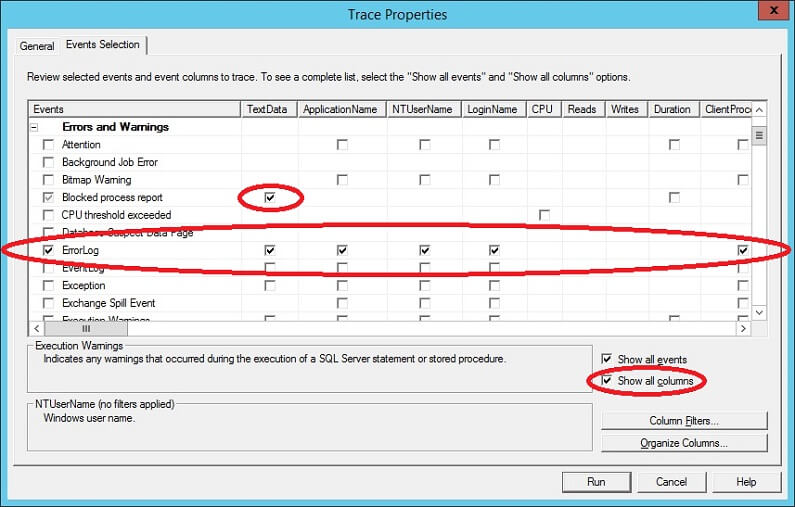 Trace Properties
x
General Events Selection
Review selected events and event columns to trace. To see a complete list, select the "Show all events" and "Show all columns" options.
Events TextData ApplicationName NTUserName LoginName CPU Reads Writes Duration ClientProce
Errors and Warnings
Attention
Background Job Error
Bitmap Warning
Blocked process report
CPU threshold exceeded
Database Suspect Data Page
ErrorLog
EventLog
Exception
Exchange Spill Event
Execution Warnings
Execution Warnings
Indicates any warnings that occurred during the execution of a SQL Server statement or stored procedure.
Show all events
Show all columns
NTUserName (no filters applied)
Windows user name.
Column Filters...
Organize Columns...
Run Cancel Help